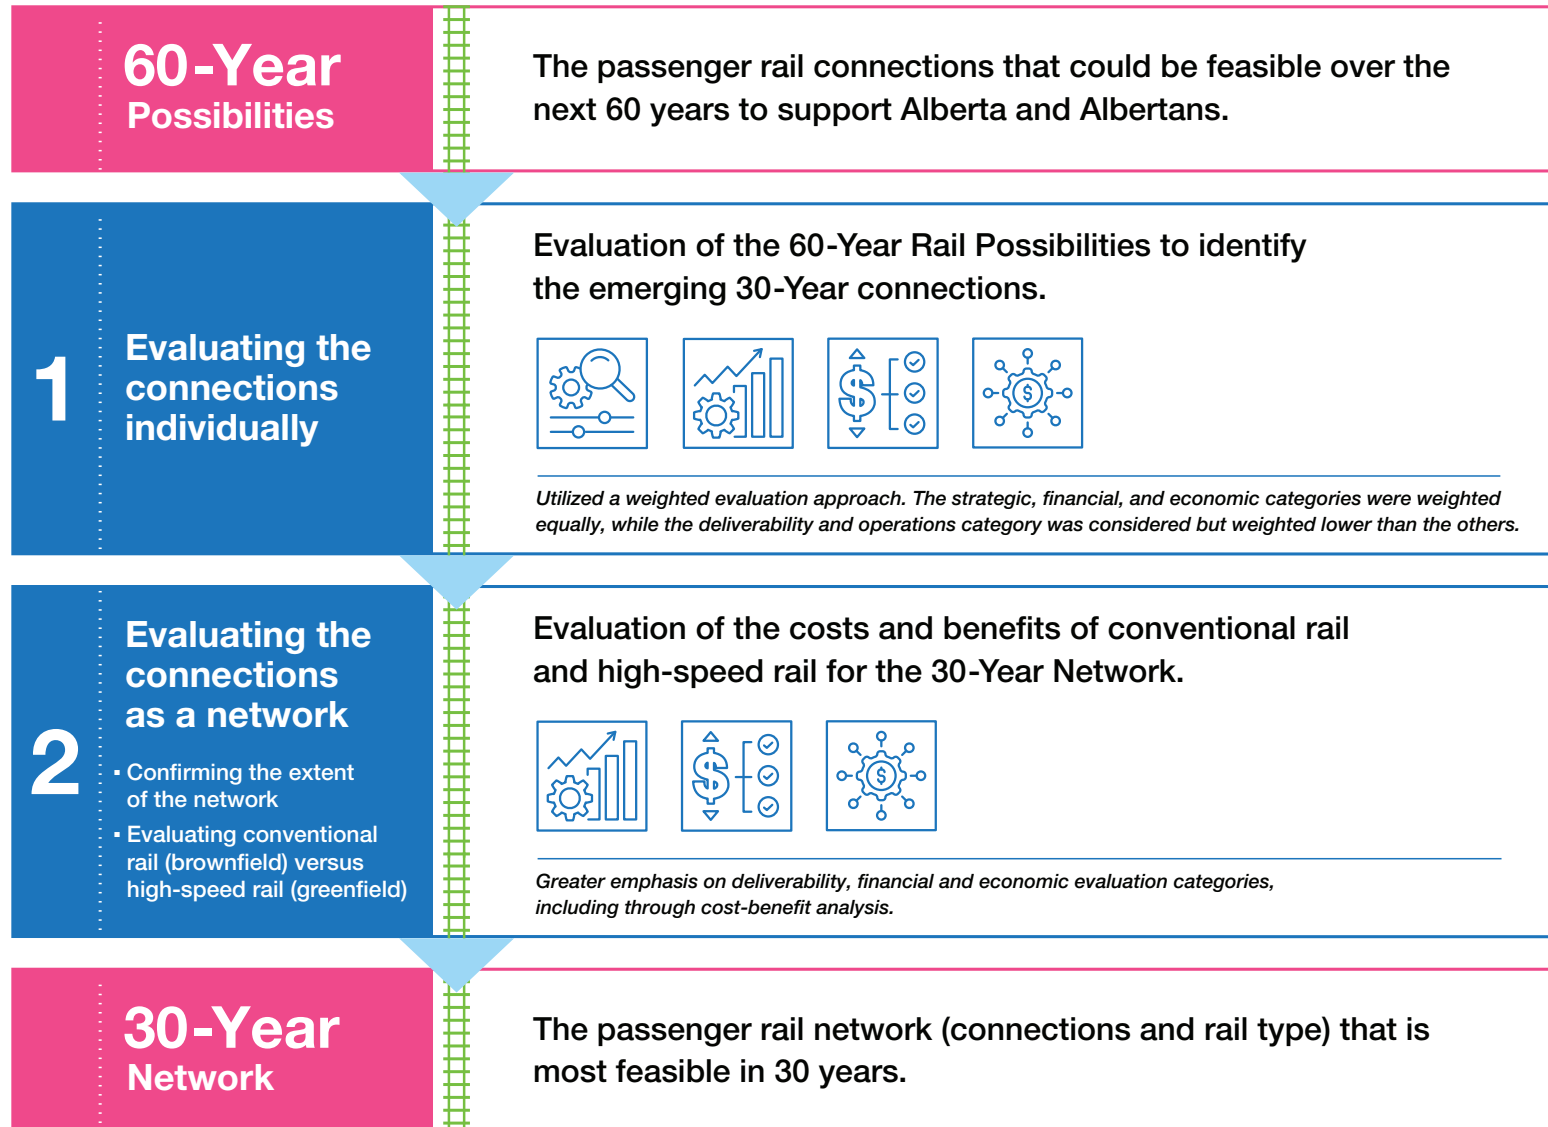 60-Year
Possibilities
The passenger rail connections that could be feasible over the
next 60 years to support Alberta and Albertans.
1
Evaluating the
connections
individually
Evaluation of the 60-Year Rail Possibilities to identify
the emerging 30-Year connections.
$
$
Utilized a weighted evaluation approach. The strategic, financial, and economic categories were weighted
equally, while the deliverability and operations category was considered but weighted lower than the others.
2
Evaluating the
connections
as a network
▪ Confirming the extent
of the network
▪ Evaluating conventional
rail (brownfield) versus
high-speed rail (greenfield)
Evaluation of the costs and benefits of conventional rail
and high-speed rail for the 30-Year Network.
$
$
Greater emphasis on deliverability, financial and economic evaluation categories,
including through cost-benefit analysis.
30-Year
Network
The passenger rail network (connections and rail type) that is
most feasible in 30 years.